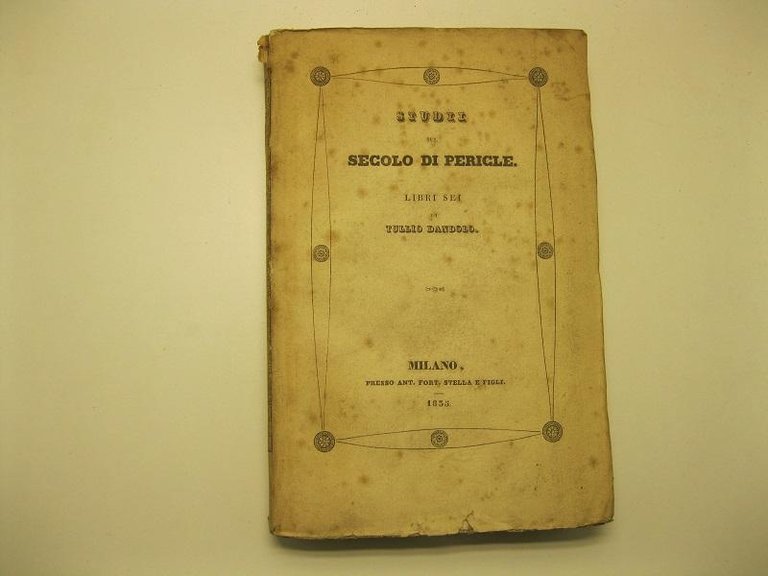 STUDII
SUL
SECOLO DI PERICLE.
LIBRI SEI
DI
TULLIO DANDOLO.
MILANO,
PRESSO ANT. FORT. STELLA E FIGLI.
1835.